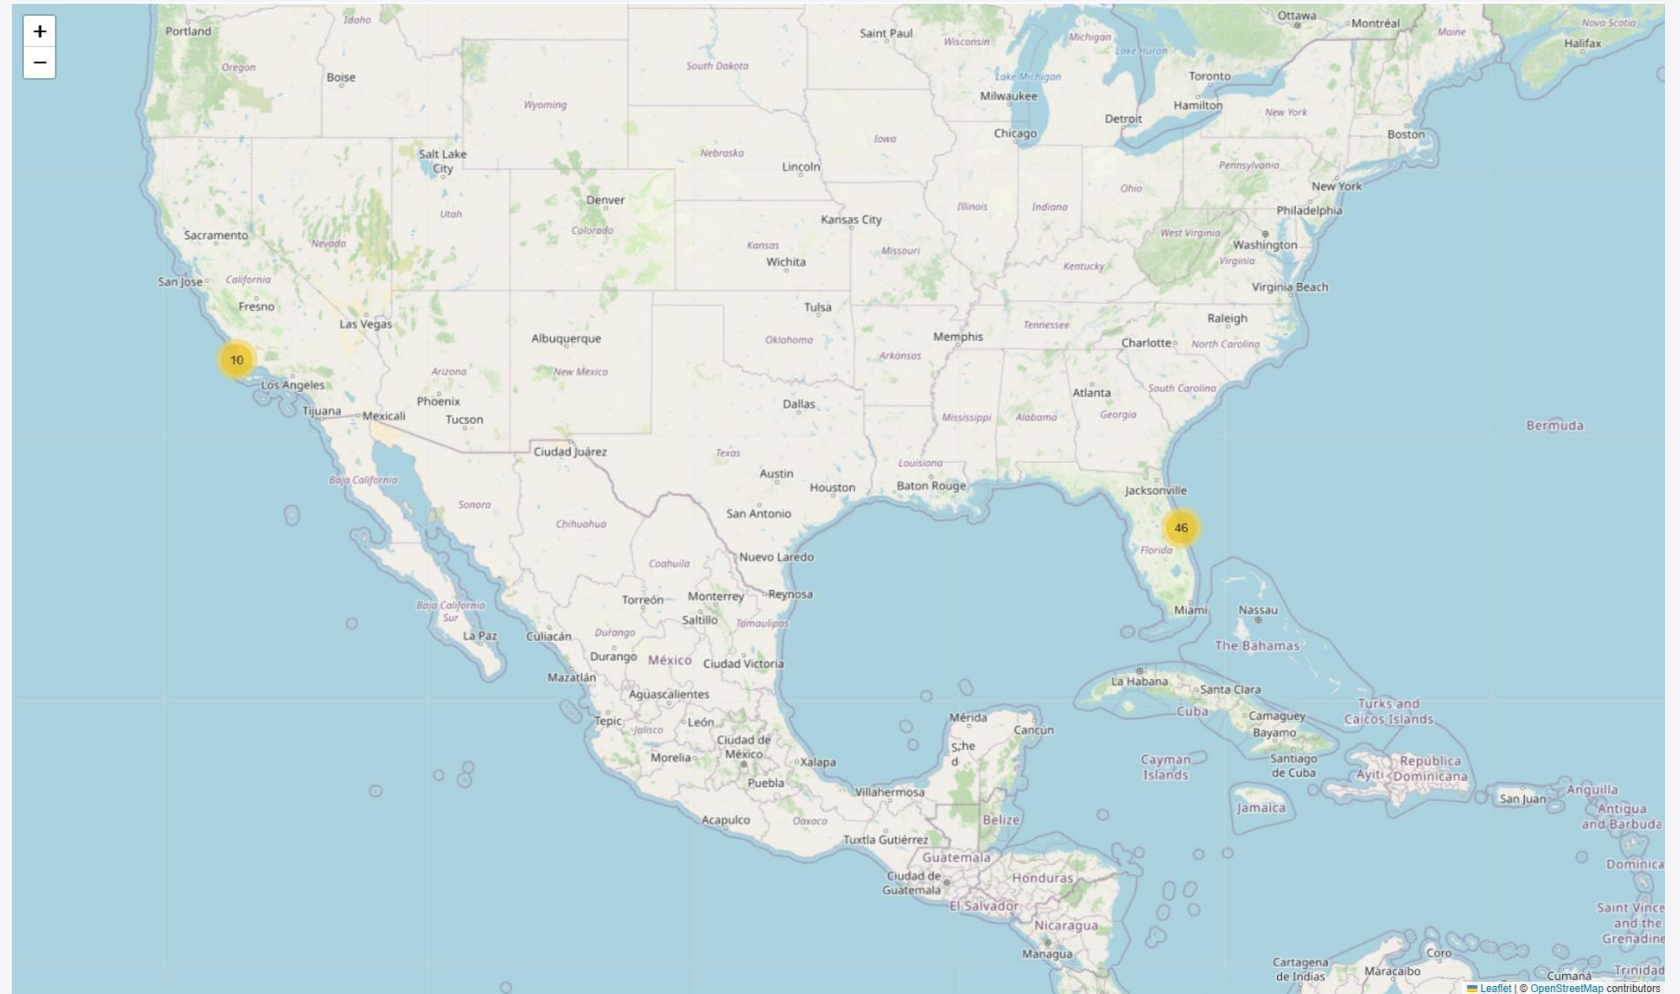 +
−
Portland
Idaho
Oregon
Boise
Wyoming
South Dakota
Saint Paul
Wisconsin
Michigan
Lake Huron
Lake Michigan
Milwaukee
Chicago
Detroit
Toronto
Hamilton
Ottawa
Montréal
Maine
Nova Scotia
Halifax
New York
Boston
Salt Lake
City
Nebraska
Iowa
Lincoln
Denver
Utah
Colorado
Illinois
Indiana
Ohio
Pennsylvania
New York
Philadelphia
Sacramento
Nevada
Kansas City
Kansas
Missouri
Wichita
West Virginia
Washington
Virginia
Kentucky
Virginia Beach
San Jose
California
Fresno
Las Vegas
Tulsa
Albuquerque
Oklahoma
Memphis
Tennessee
Raleigh
Charlotte
North Carolina
10
Los Angeles
Arizona
New Mexico
Arkansas
Phoenix
Tucson
Dallas
Atlanta
South Carolina
Mississippi
Alabama
Georgia
Tijuana
Mexicali
Bermuda
Ciudad Juárez
Texas
Louisiana
Austin
Houston
Baton Rouge
Jacksonville
Baja California
Sonora
San Antonio
Chihuahua
46
Florida
Nuevo Laredo
Coahuila
Torreón
Monterrey
Reynosa
Saltillo
Tamaulipas
Miami
Nassau
Baja California
Sur
La Paz
Culiacán
Durango
Durango
México
Ciudad Victoria
The Bahamas
Mazatlán
Aguascalientes
La Habana
Santa Clara
Cuba
Camaguey
Bayamo
Turks and
Caicos Islands
Tepic
Jalisco
León
Ciudad de
México
Morelia
Puebla
Xalapa
Mérida
Cancún
S.he
d
Cayman
Islands
Santiago
de Cuba
Ayiti
República
Dominicana
Villahermosa
Jamaica
San Juan
Anguilla
Antigua
and Barbuda
Acapulco
Oaxaca
Tuxtla Gutiérrez
Belize
Guatemala
Ciudad de
Guatemala
Honduras
El Salvador
Nicaragua
Managua
Dominica
Saint Vince
and the
Grenadine
Cartagena
de Indias
Maracaibo
Coro
Cumaná
Trinidad
Leaflet | © OpenStreetMap contributors